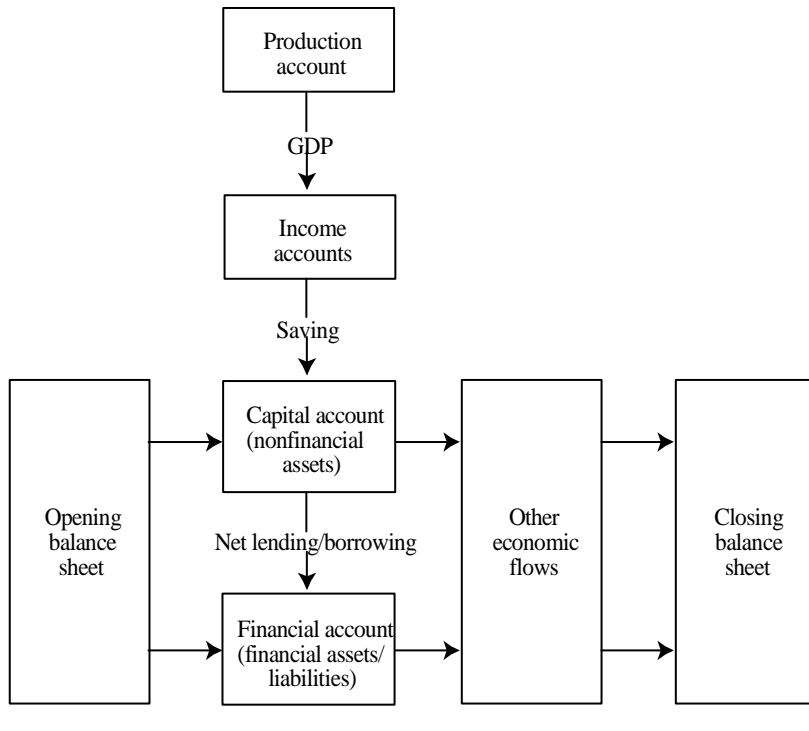 Production
account
GDP
Income
accounts
Saving
Capital account
(nonfinancial
assets)
Opening
balance
sheet
Net lending/borrowing
Other
economic
flows
Closing
balance
sheet
Financial account
(financial assets/
liabilities)